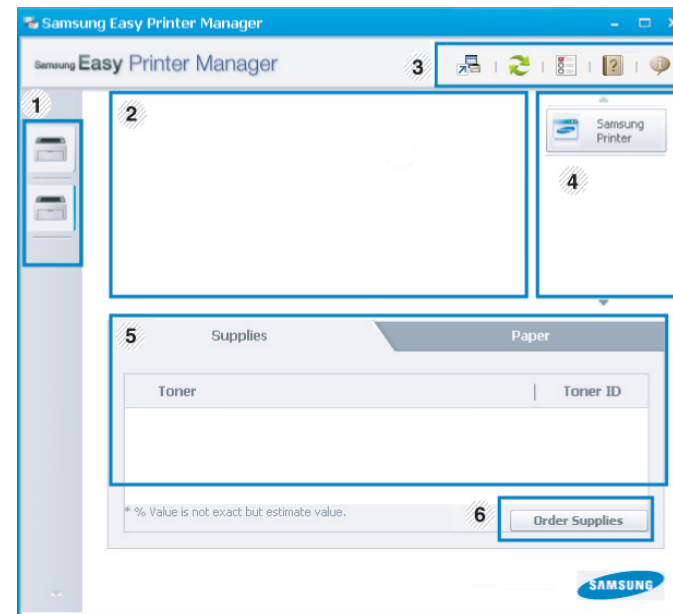 Samsung Easy Printer Manager
Samsung Easy Printer Manager
3
1
2
Samsung
Printer
4
5
Supplies
Paper
Toner
Toner ID
* % Value is not exact but estimate value.
6
Order Supplies
SAMSUNG